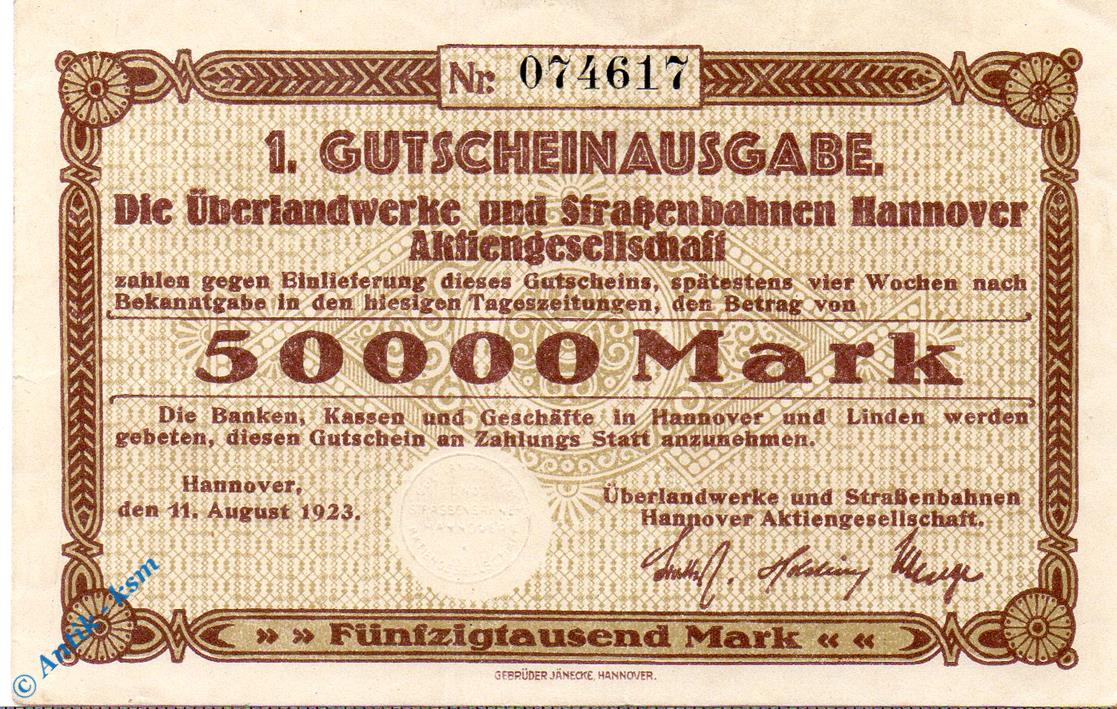 Nr. 074617
1. GUTSCHEINAUSGABE.
Die Überlandwerke und Straßenbahnen Hannover
Aktiengesellschaft
zahlen gegen Einlieferung dieses Gutscheins, spätestens vier Wochen nach
Bekanntgabe in den hiesigen Tageszeitungen, den Betrag von
50000 Mark
Die Banken, Kassen und Geschäfte in Hannover und Linden werden
gebeten, diesen Gutschein an Zahlungs Statt anzunehmen.
Hannover,
den 11. August 1923.
Überlandwerke und Straßenbahnen
Hannover Aktiengesellschaft.
STRASSENBAHNEN
HANNOVER
» » Fünfzigtausend Mark « «
GEBRÜDER JÄNECKE, HANNOVER.
© Antik - ksm